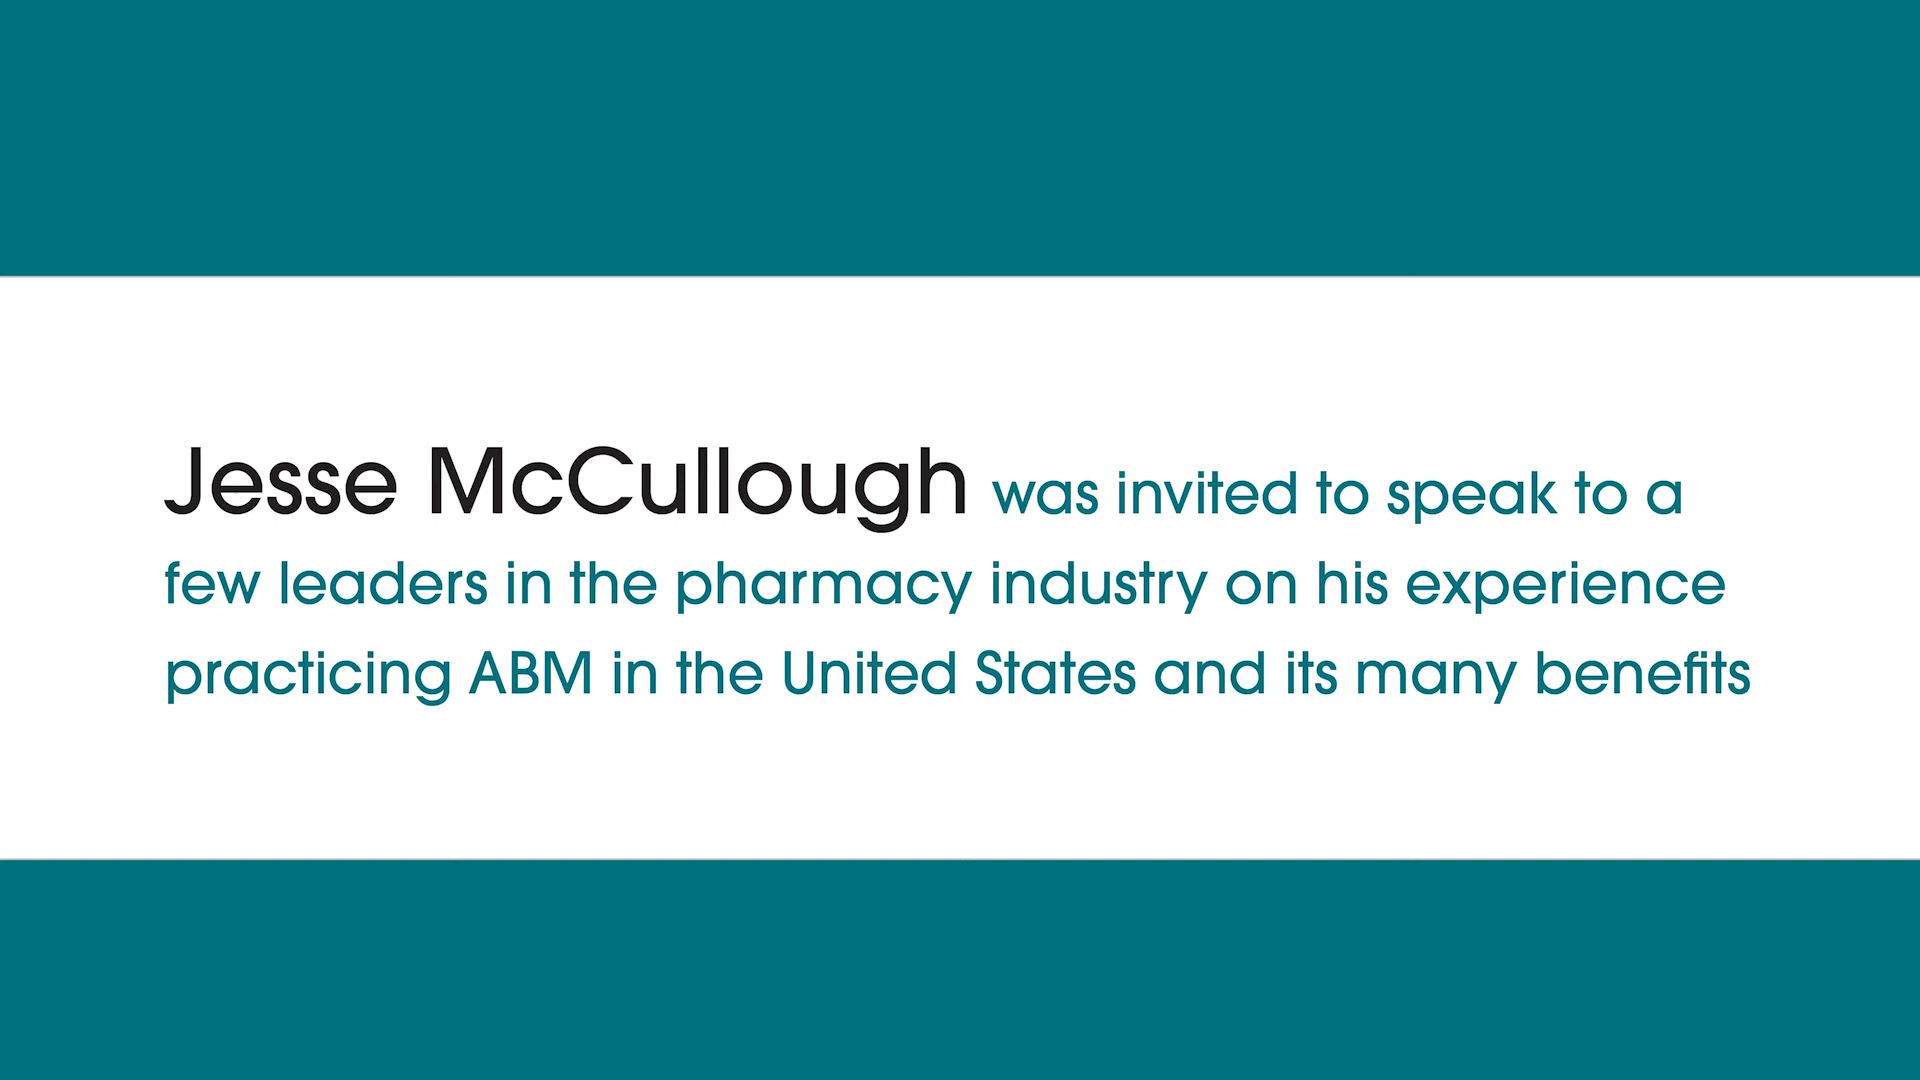 Jesse McCullough was invited to speak to a
few leaders in the pharmacy industry on his experience
practicing ABM in the United States and its many benefits